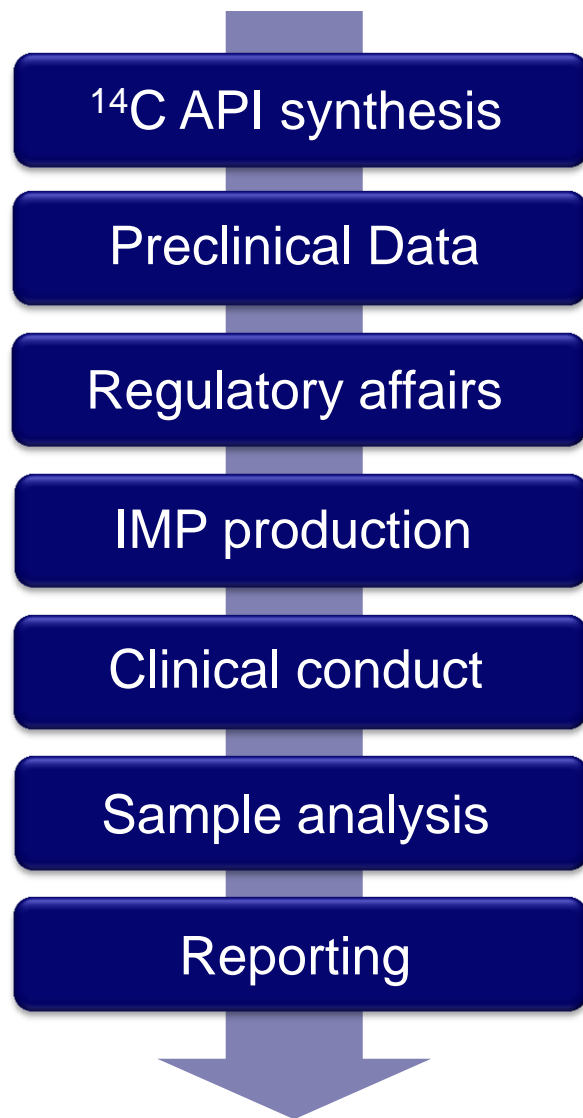 ¹⁴C API synthesis
Preclinical Data
Regulatory affairs
IMP production
Clinical conduct
Sample analysis
Reporting